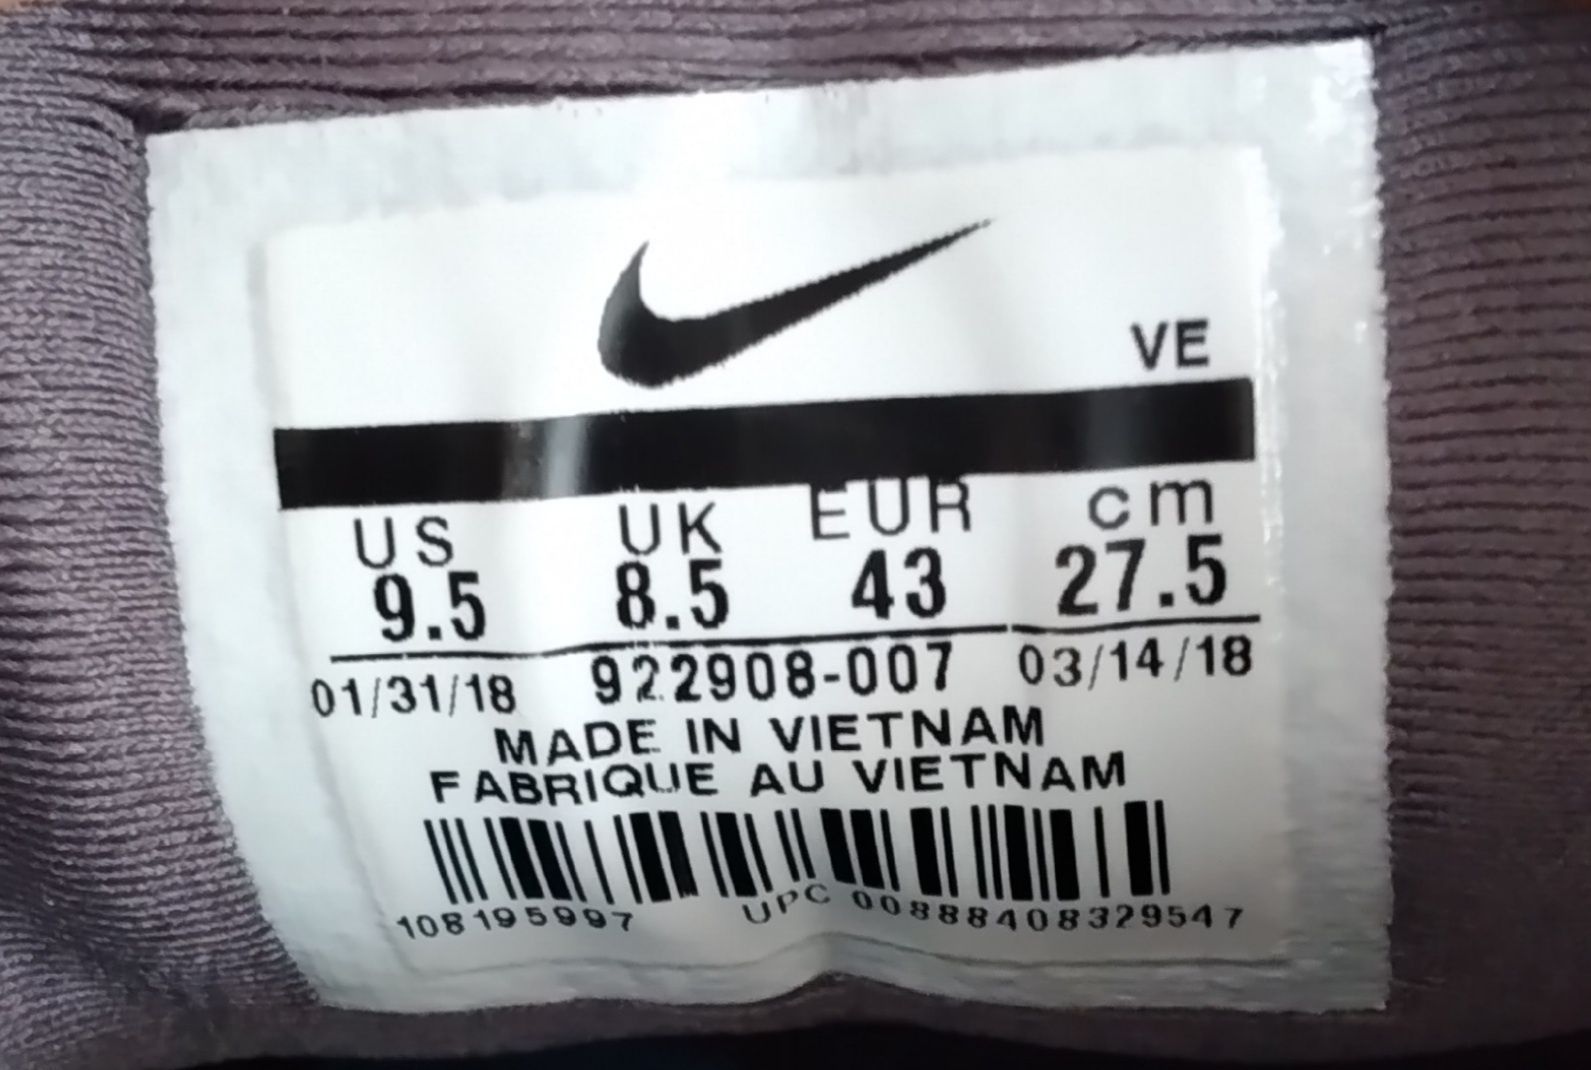 VE
US UK EUR cm
9.5 8.5 43 27.5
01/31/18 922908-007 03/14/18
MADE IN VIETNAM
FABRIQUE AU VIETNAM
108195997 UPC 00888408329547